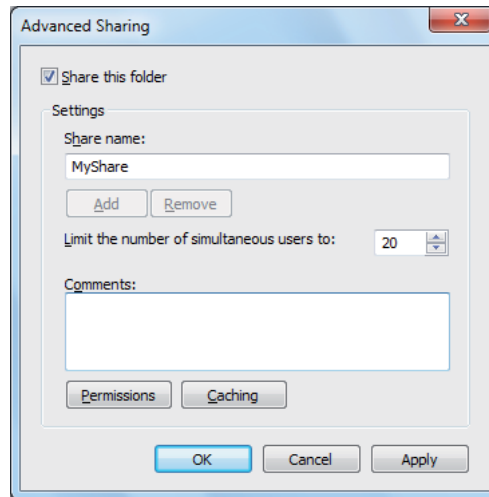 Advanced Sharing
Share this folder
Settings
Share name:
MyShare
Add Remove
Limit the number of simultaneous users to: 20
Comments:
Permissions Caching
OK Cancel Apply